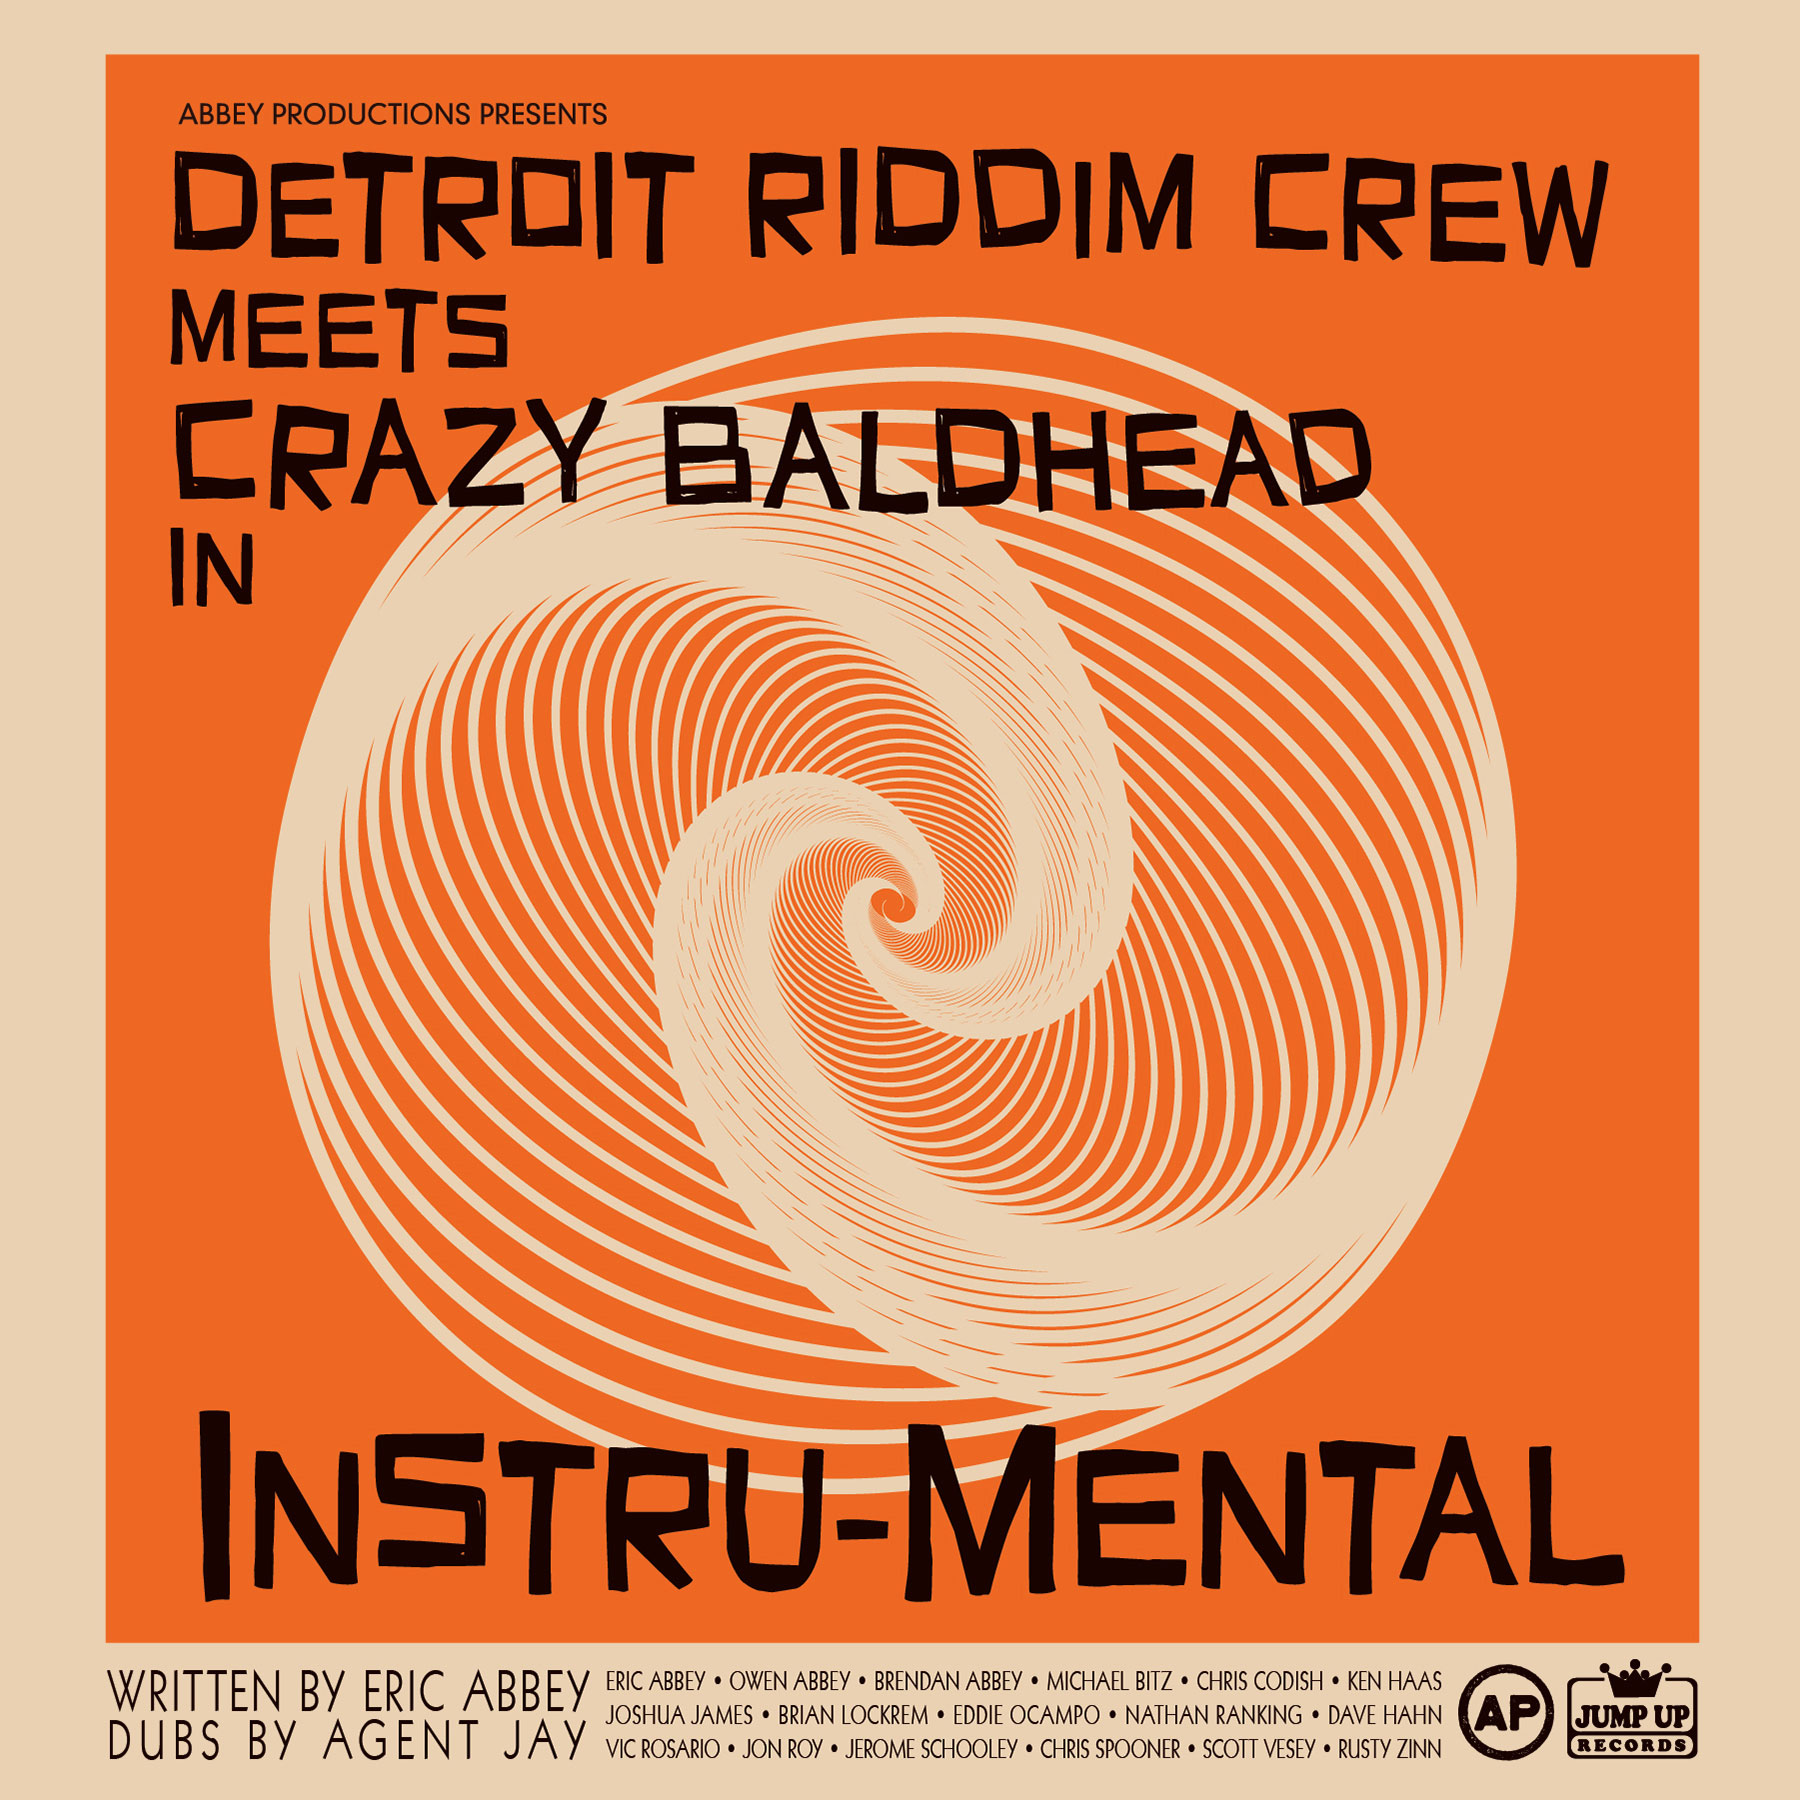 ABBEY PRODUCTIONS PRESENTS
DETROIT RIDDIM CREW
MEETS
CRAZY BALDHEAD
IN
INSTRU-MENTAL
WRITTEN BY ERIC ABBEY
DUBS BY AGENT JAY
ERIC ABBEY • OWEN ABBEY • BRENDAN ABBEY • MICHAEL BITZ • CHRIS CODISH • KEN HAAS
JOSHUA JAMES • BRIAN LOCKREM • EDDIE OCAMPO • NATHAN RANKING • DAVE HAHN
VIC ROSARIO • JON ROY • JEROME SCHOOLEY • CHRIS SPOONER • SCOTT VESEY • RUSTY ZINN
AP
JUMP UP
RECORDS